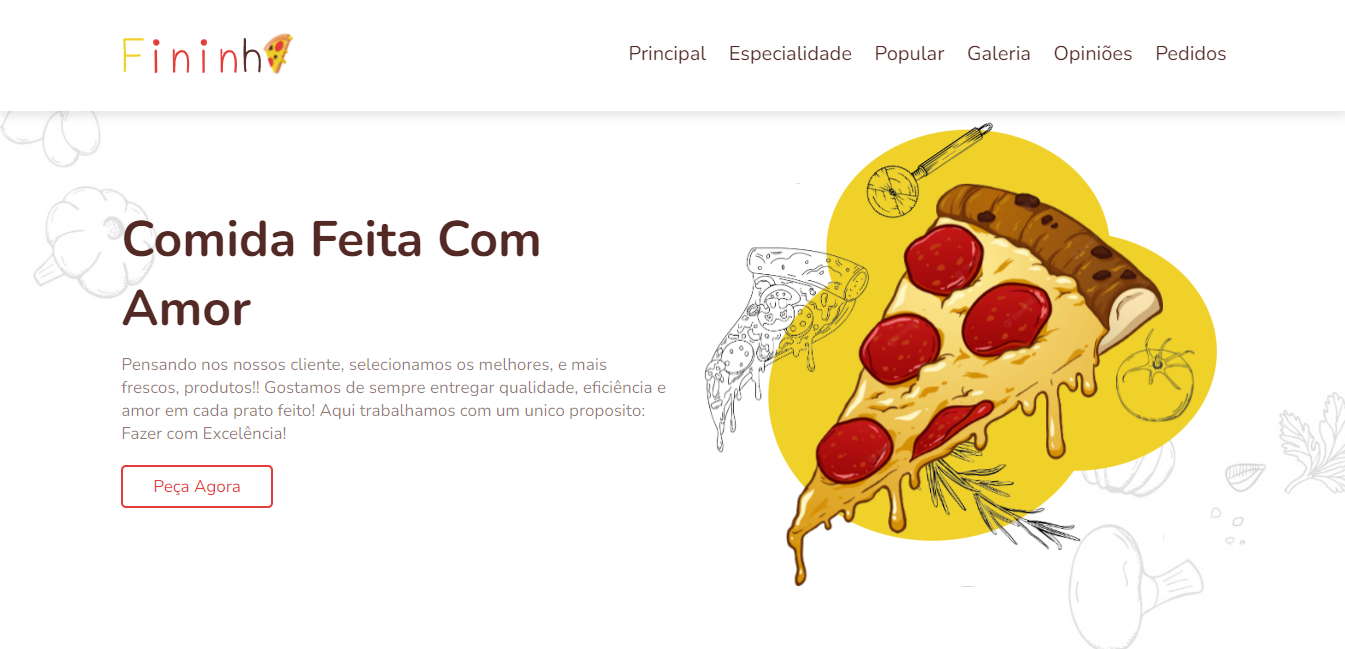 Fininh
Principal Especialidade Popular Galeria Opiniões Pedidos
Comida Feita Com
Amor
Pensando nos nossos cliente, selecionamos os melhores, e mais
frescos, produtos!! Gostamos de sempre entregar qualidade, eficiência e
amor em cada prato feito! Aqui trabalhamos com um unico proposito:
Fazer com Excelência!
Peça Agora